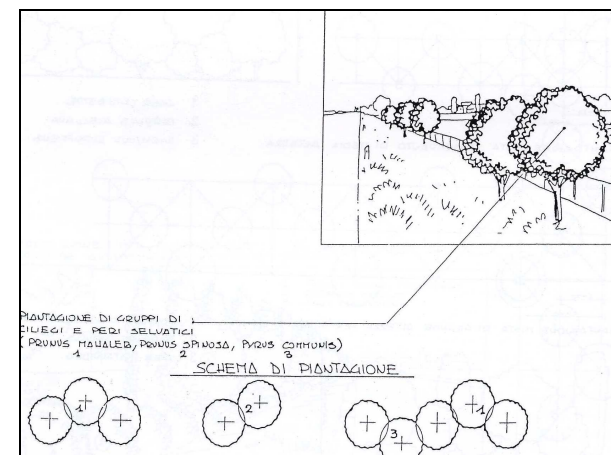 PIANTAGIONE DI GRUPPI DI
CILIEGI E PERI SELVATICI
(PRUNUS MAHALEB, PRUNUS SPINOSA, PYRUS COMMUNIS)
1 2 3
SCHEMA DI PIANTAGIONE
1 2 3 1